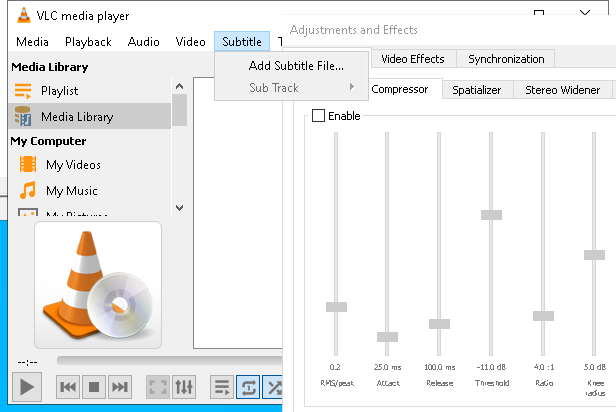 VLC media player
Adjustments and Effects
Media Playback Audio Video Subtitle
Video Effects Synchronization
Add Subtitle File...
Sub Track
Compressor Spatializer Stereo Widener
Enable
Media Library
Playlist
Media Library
My Computer
My Videos
My Music
My Pictures
0.2 25.0 ms 100.0 ms -11.0 dB 4.0 :1 5.0 dB
RMS/peak Attack Release Threshold Ratio Knee
radius
--:--